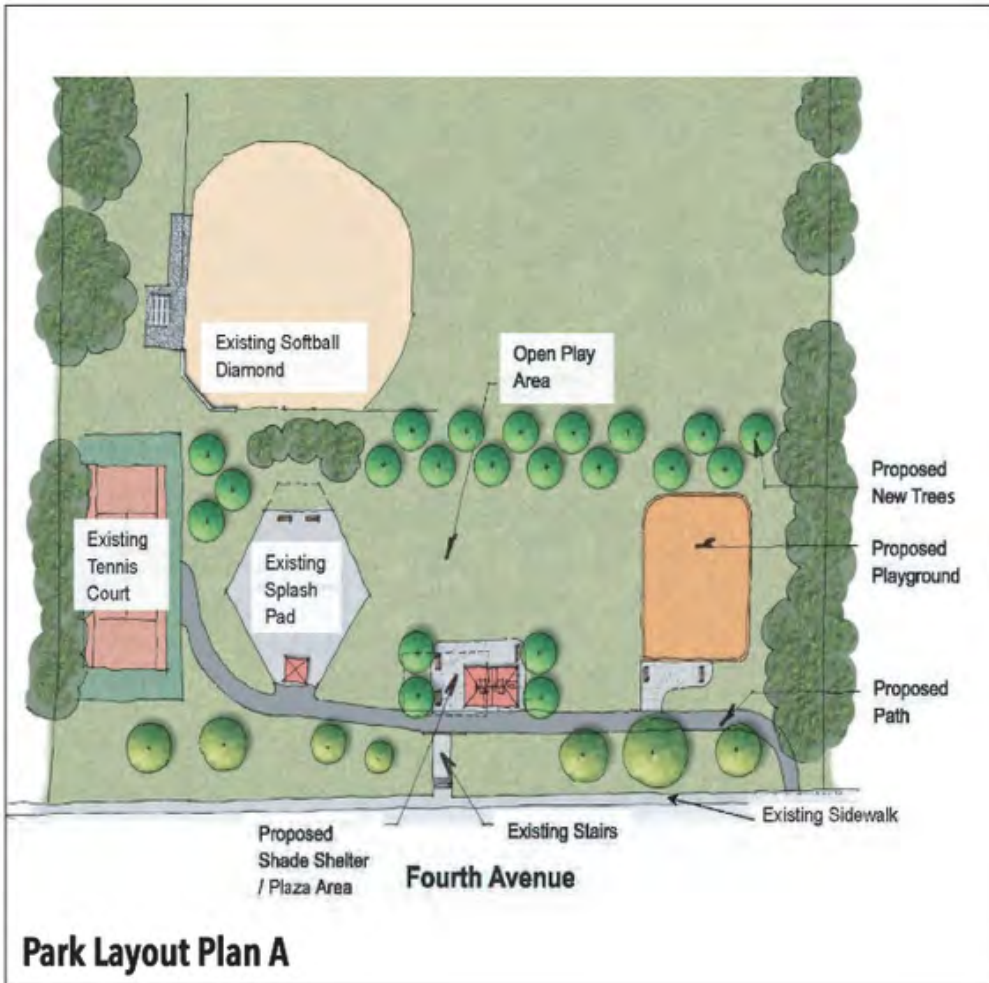 Existing Softball
Diamond
Open Play
Area
Proposed
New Trees
Existing
Tennis
Court
Existing
Splash
Pad
Proposed
Playground
Proposed
Path
Existing Sidewalk
Existing Stairs
Proposed
Shade Shelter
/ Plaza Area
Fourth Avenue
Park Layout Plan A